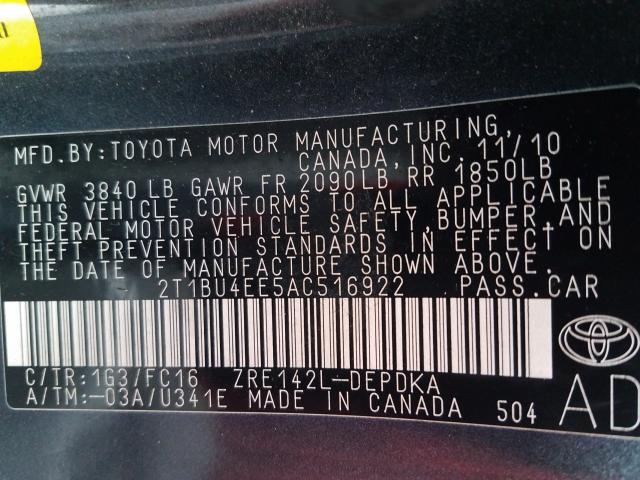 MFD.BY:TOYOTA MOTOR MANUFACTURING,
CANADA,INC. 11/10
GVWR 3840 LB GAWR FR 2090LB,RR 1850LB
THIS VEHICLE CONFORMS TO ALL APPLICABLE
FEDERAL MOTOR VEHICLE SAFETY,BUMPER,AND
THEFT PREVENTION STANDARDS IN EFFECT ON
THE DATE OF MANUFACTURE SHOWN ABOVE.
2T1BU4EE5AC516922 PASS.CAR
C/TR:1G3/FC16 ZRE142L-DEPDKA
A/TM:-03A/U341E MADE IN CANADA 504
AD